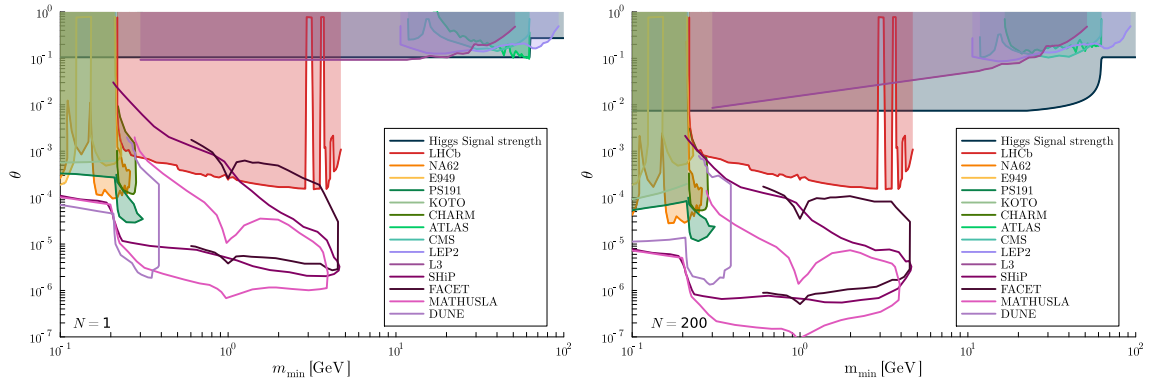 10^0
10^-1
10^-2
10^-3
10^-4
10^-5
10^-6
10^-7
θ
Higgs Signal strength
LHCb
NA62
E949
PS191
KOTO
CHARM
ATLAS
CMS
LEP2
L3
SHiP
FACET
MATHUSLA
DUNE
N = 1
10^-1
10^0
10^1
10^2
m_min [GeV]
10^0
10^-1
10^-2
10^-3
10^-4
10^-5
10^-6
10^-7
θ
Higgs Signal strength
LHCb
NA62
E949
PS191
KOTO
CHARM
ATLAS
CMS
LEP2
L3
SHiP
FACET
MATHUSLA
DUNE
N = 200
10^-1
10^0
10^1
10^2
m_min [GeV]